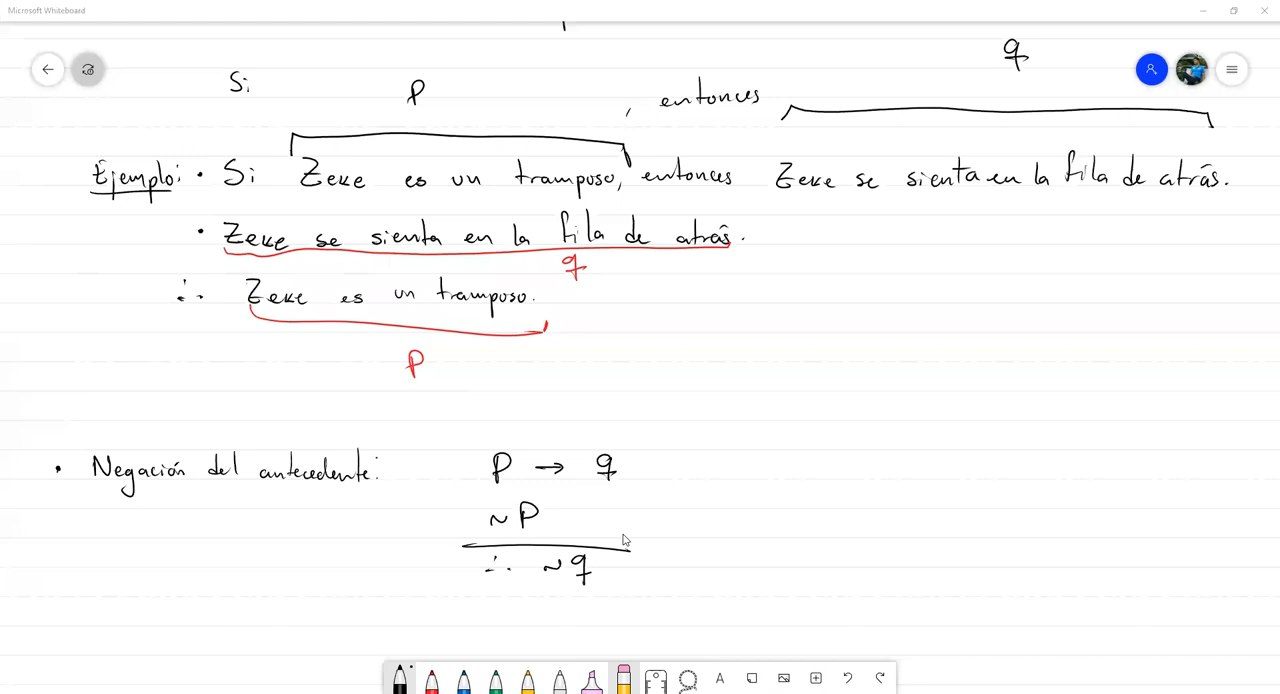 Microsoft Whiteboard
q
Si P , entonces
Ejemplo: • Si Zeke es un tramposo, entonces Zeke se sienta en la fila de atrás.
• Zeke se sienta en la fila de atrás.
q
∴ Zeke es un tramposo.
P
• Negación del antecedente: P → q
~P
∴ ~q
A